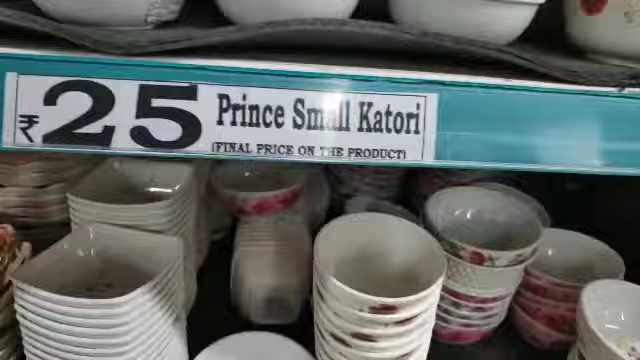 ₹ 25 Prince Small Katori
(FINAL PRICE ON THE PRODUCT)